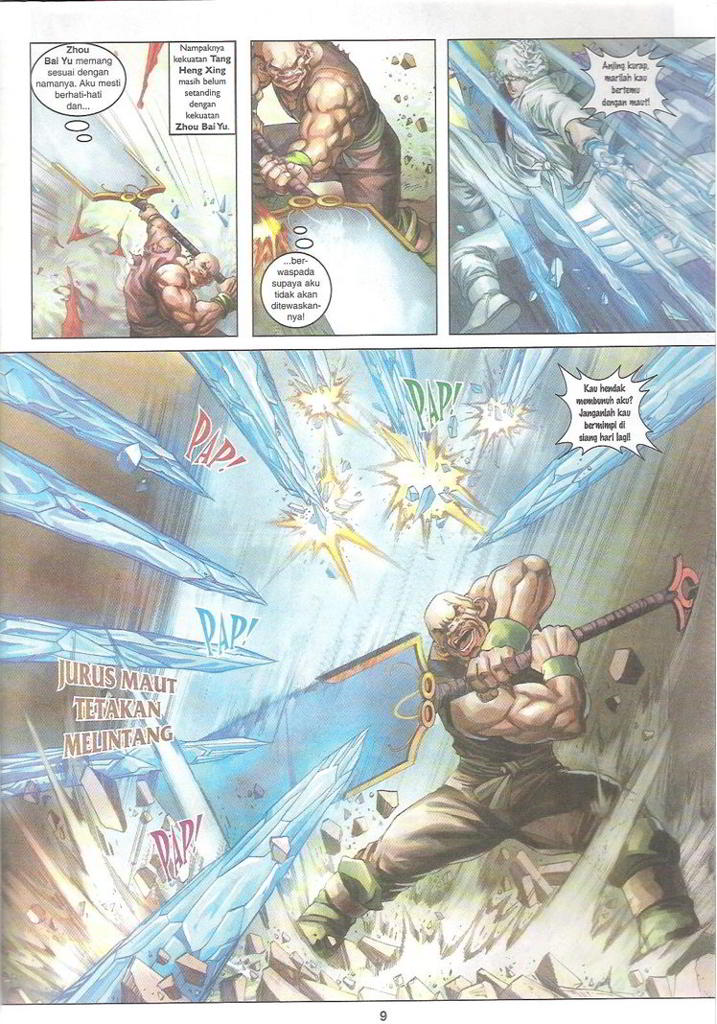 Zhou
Bai Yu memang
sesuai dengan
namanya. Aku mesti
berhati-hati
dan...
Nampaknya
kekuatan Tang
Heng Xing
masih belum
setanding
dengan
kekuatan
Zhou Bai Yu.
...ber-
waspada
supaya aku
tidak akan
ditewaskan-
nya!
Anjing kurap,
marilah kau
bertemu
dengan maut!
Kau hendak
membunuh aku?
Janganlah kau
bermimpi di
siang hari lagi!
PAP!
PAP!
PAP!
JURUS MAUT
TETAKAN
MELINTANG
PAP!
9